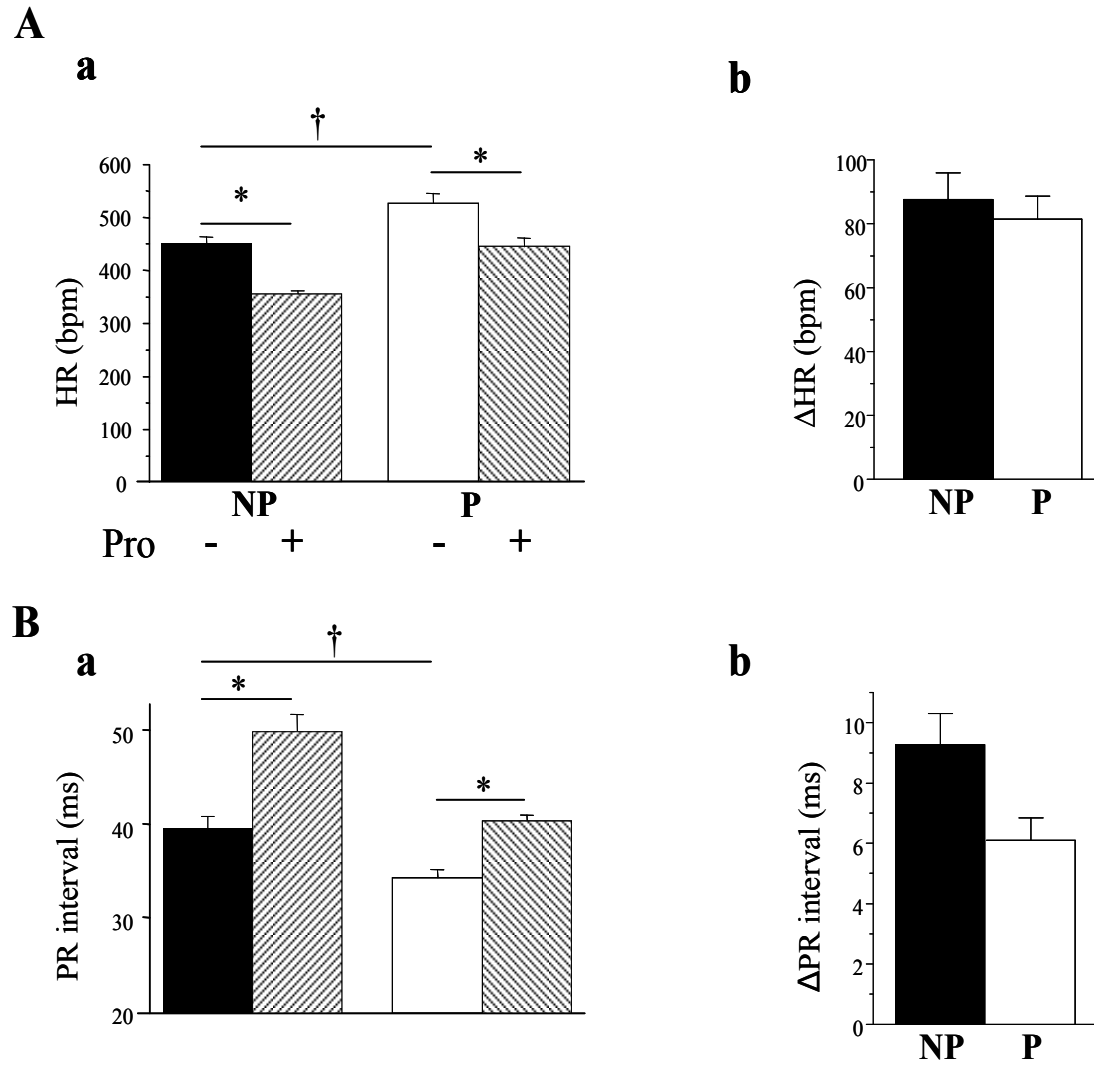 A
a
b
†
*
*
HR (bpm)
600
500
400
300
200
100
0
NP
P
Pro
-
+
-
+
ΔHR (bpm)
100
80
60
40
20
0
NP
P
B
a
b
†
*
*
PR interval (ms)
50
40
30
20
ΔPR interval (ms)
10
8
6
4
2
0
NP
P